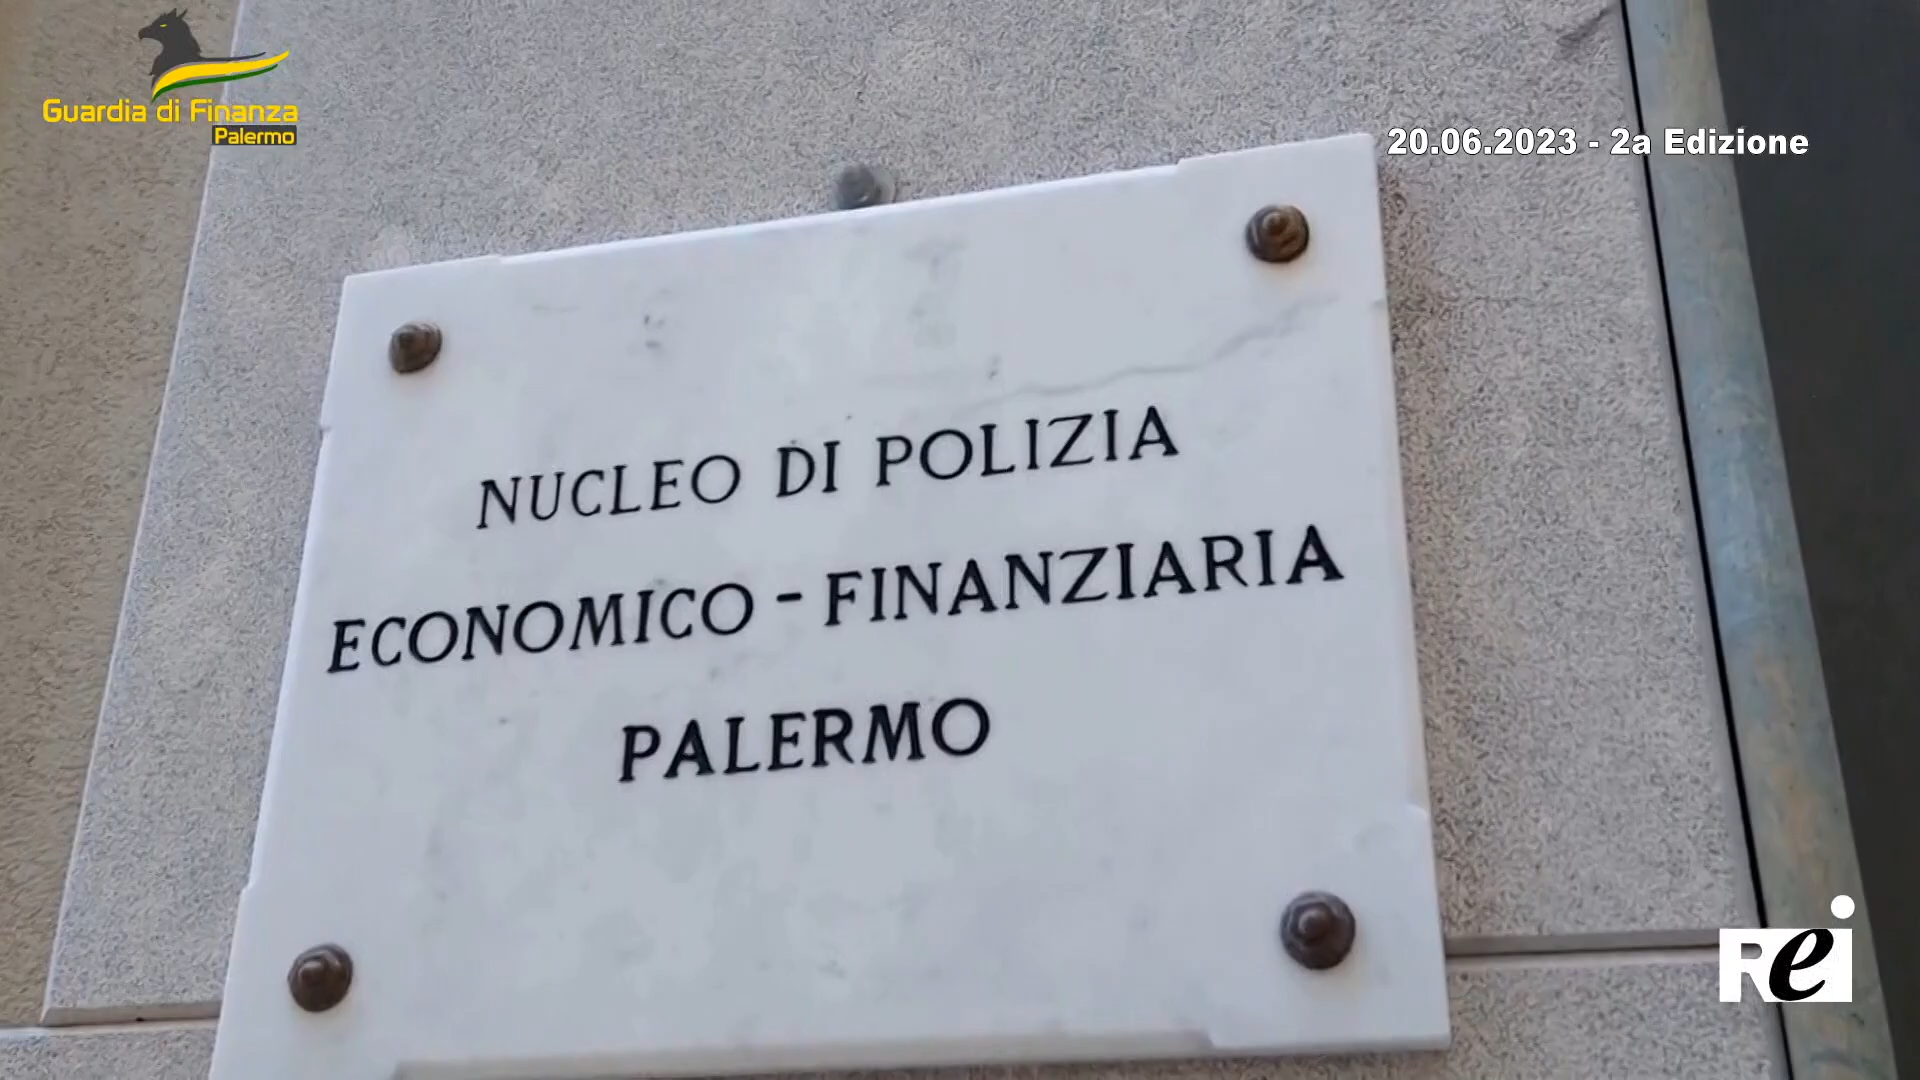 Guardia di Finanza
Palermo
20.06.2023 - 2a Edizione
NUCLEO DI POLIZIA
ECONOMICO - FINANZIARIA
PALERMO
Rei